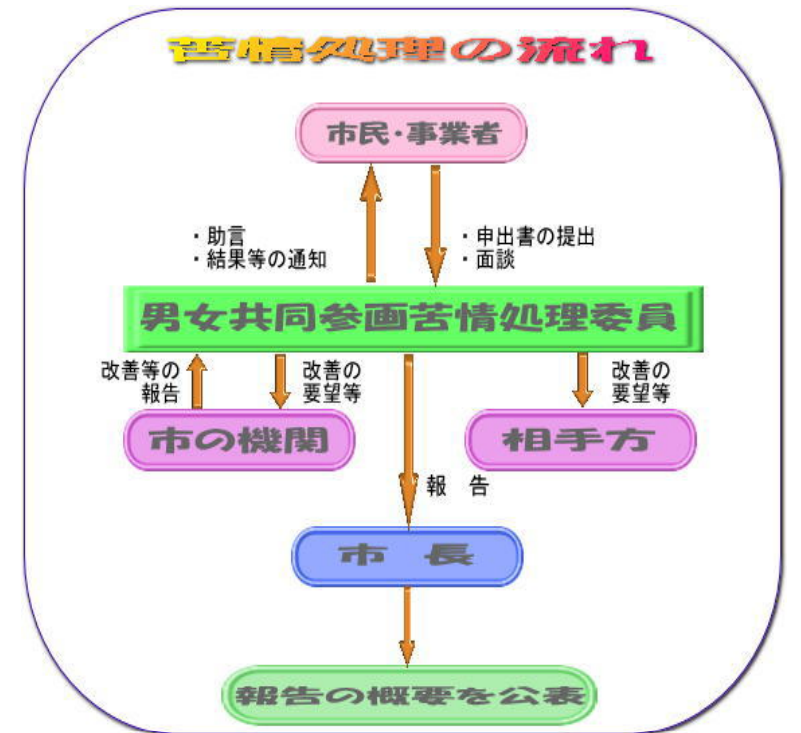 苦情処理の流れ
市民・事業者
・助言
・結果等の通知
・申出書の提出
・面談
男女共同参画苦情処理委員
改善等の
報告
改善の
要望等
改善の
要望等
市の機関
相手方
報　告
市　長
報告の概要を公表